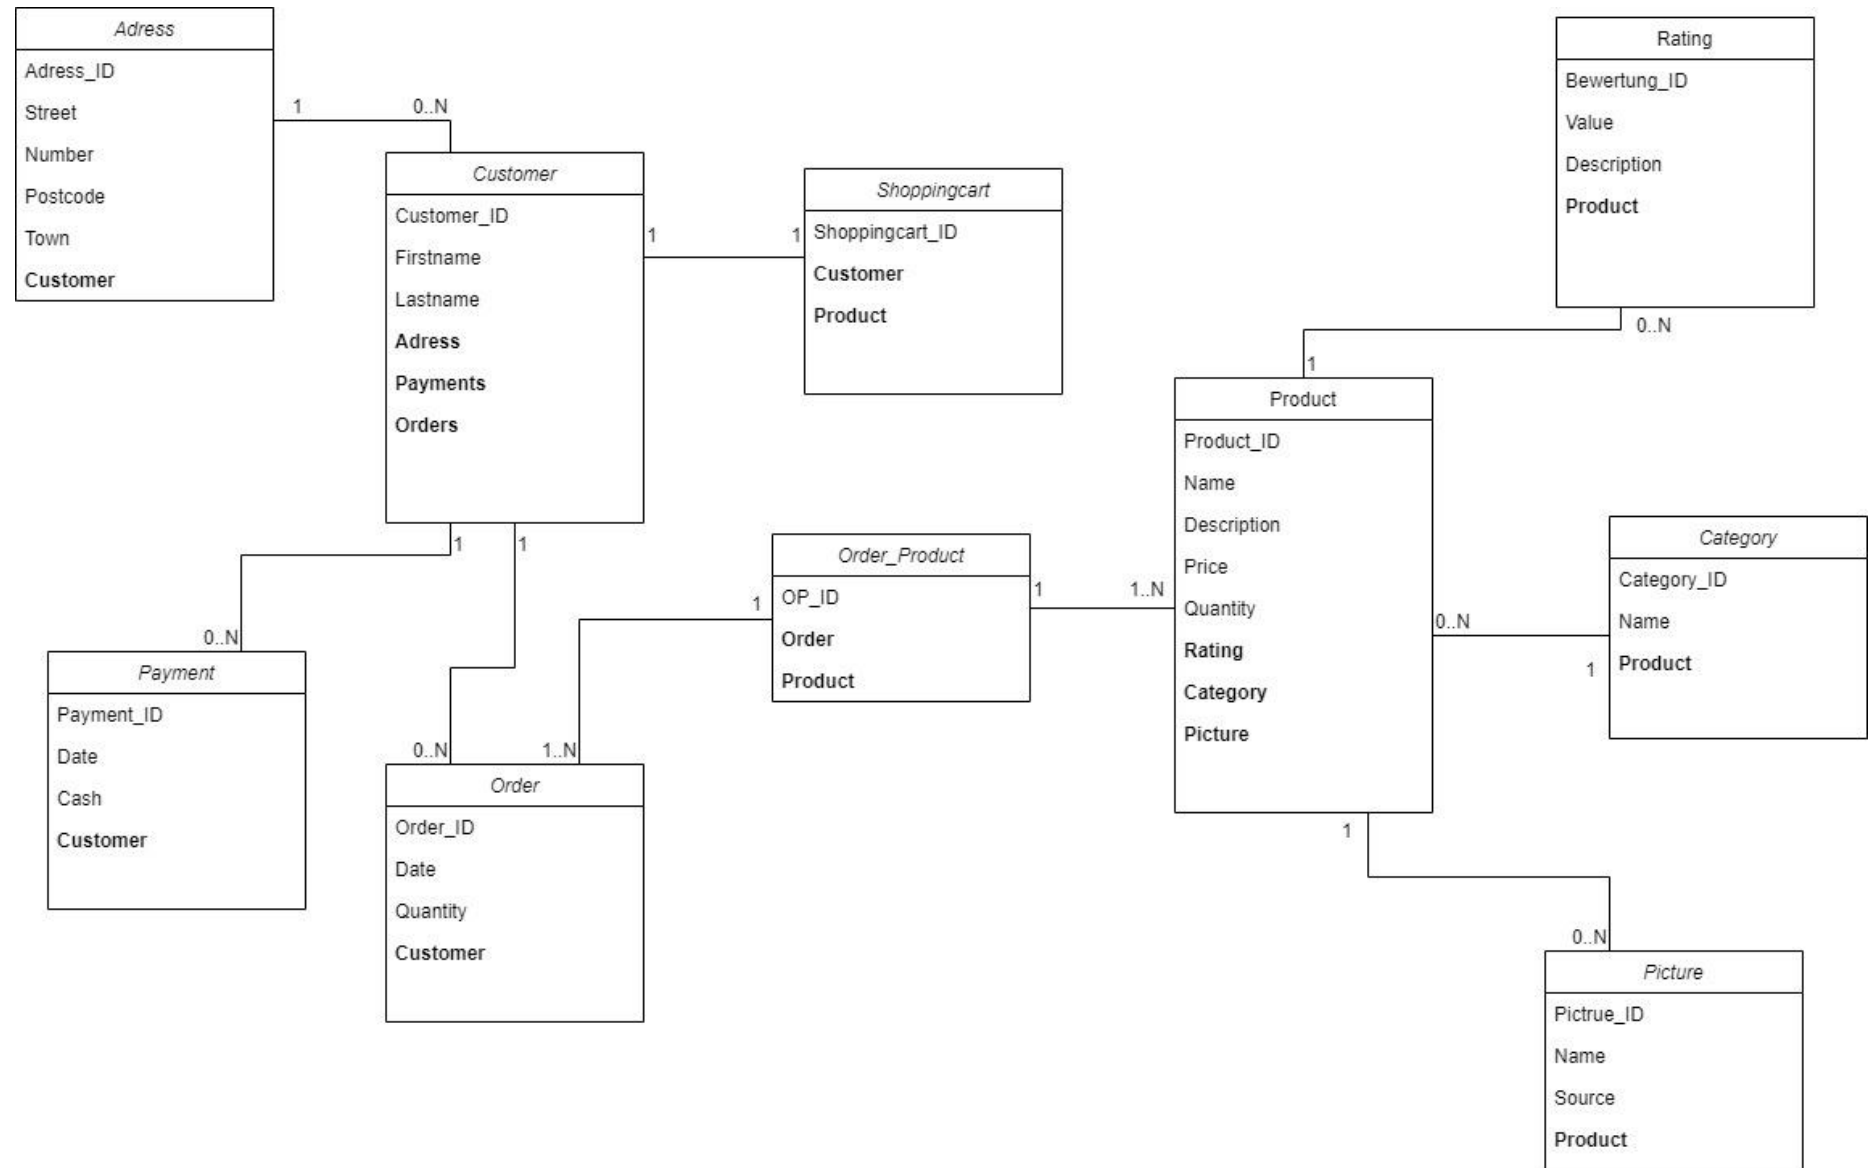 Adress
Adress_ID
Street
Number
Postcode
Town
Customer
1
0..N
Customer
Customer_ID
Firstname
Lastname
Adress
Payments
Orders
1
1
Shoppingcart
Shoppingcart_ID
Customer
Product
Rating
Bewertung_ID
Value
Description
Product
0..N
1
Product
Product_ID
Name
Description
Price
Quantity
Rating
Category
Picture
0..N
1
Category
Category_ID
Name
Product
1
1
0..N
Payment
Payment_ID
Date
Cash
Customer
0..N
1..N
Order
Order_ID
Date
Quantity
Customer
1
Order_Product
OP_ID
Order
Product
1
1..N
1
0..N
Picture
Pictrue_ID
Name
Source
Product